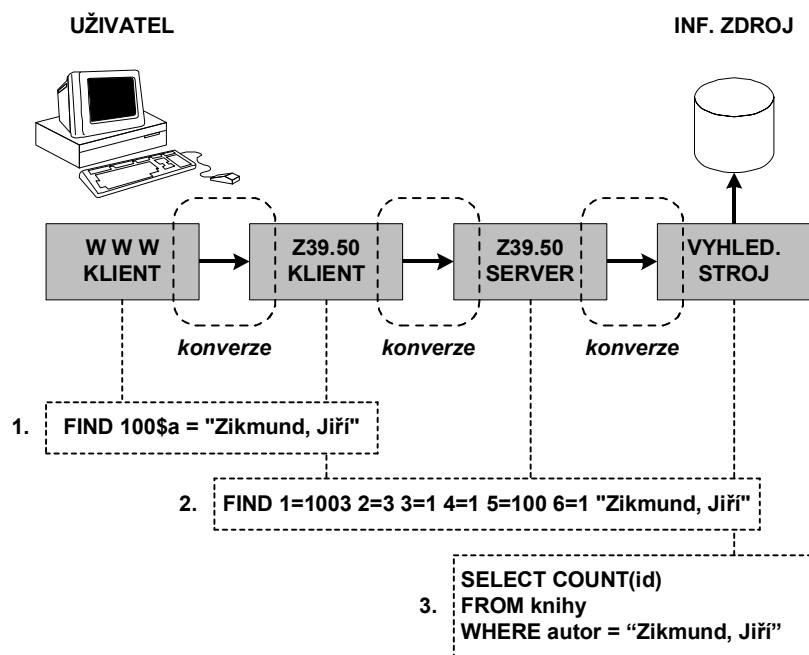 UŽIVATEL
INF. ZDROJ
W W W
KLIENT
Z39.50
KLIENT
Z39.50
SERVER
VYHLED.
STROJ
konverze
konverze
konverze
1. FIND 100$a = "Zikmund, Jiří"
2. FIND 1=1003 2=3 3=1 4=1 5=100 6=1 "Zikmund, Jiří"
SELECT COUNT(id)
3. FROM knihy
WHERE autor = “Zikmund, Jiří”